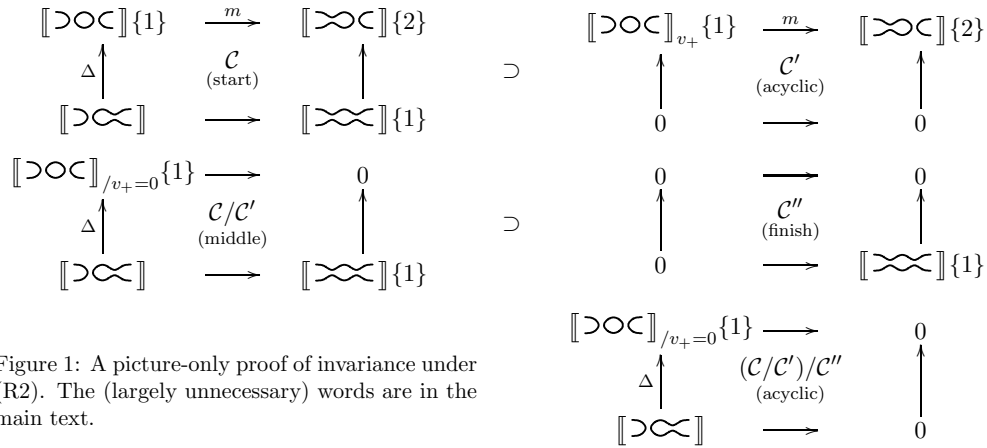 ⟦ ⟧{1} m ⟦ ⟧{2} ⟦ ⟧v₊ {1} m ⟦ ⟧{2}
Δ C (start) ⊃ C′ (acyclic)
⟦ ⟧ ⟦ ⟧{1} 0 0
⟦ ⟧/v₊=0 {1} 0 0 0
Δ C/C′ (middle) ⊃ C″ (finish)
⟦ ⟧ ⟦ ⟧{1} 0 ⟦ ⟧{1}
⟦ ⟧/v₊=0 {1} 0
Δ (C/C′)/C″ (acyclic)
⟦ ⟧ 0
Figure 1: A picture-only proof of invariance under
(R2). The (largely unnecessary) words are in the
main text.